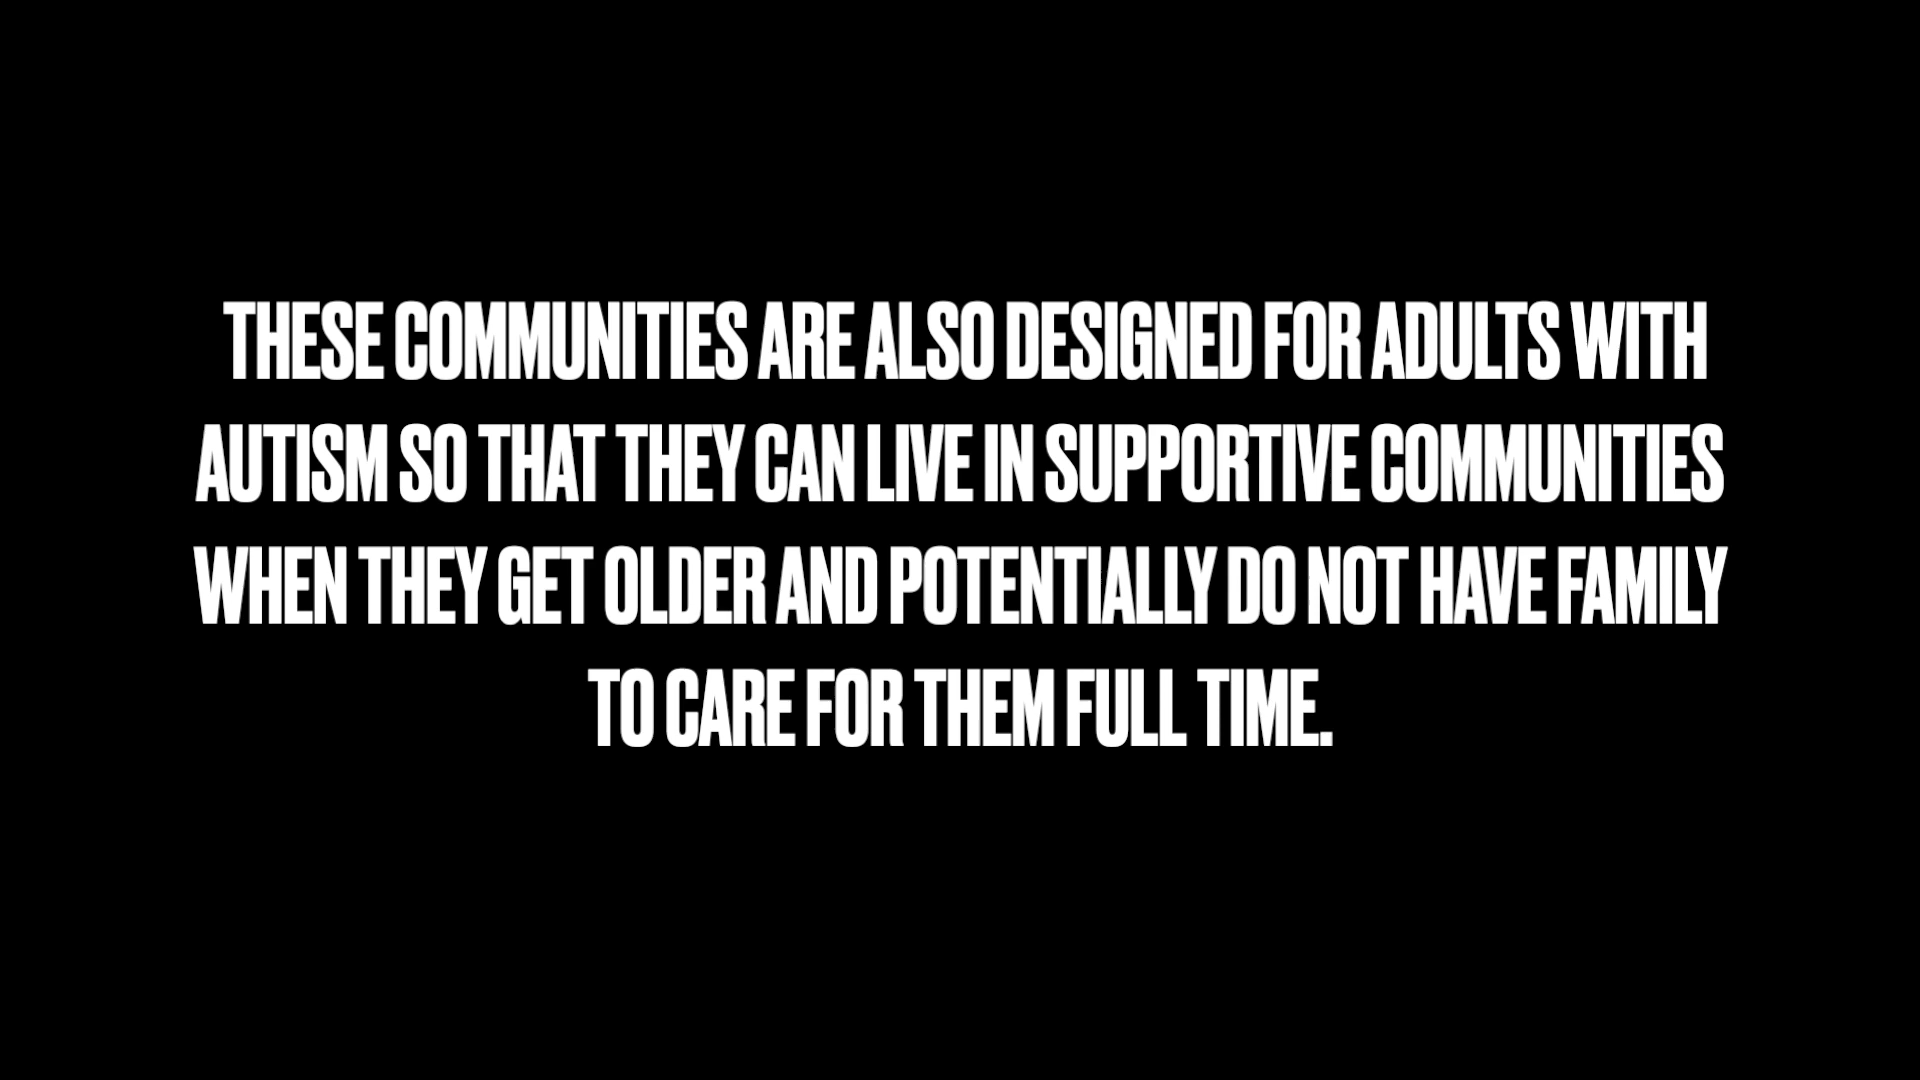 THESE COMMUNITIES ARE ALSO DESIGNED FOR ADULTS WITH
AUTISM SO THAT THEY CAN LIVE IN SUPPORTIVE COMMUNITIES
WHEN THEY GET OLDER AND POTENTIALLY DO NOT HAVE FAMILY
TO CARE FOR THEM FULL TIME.